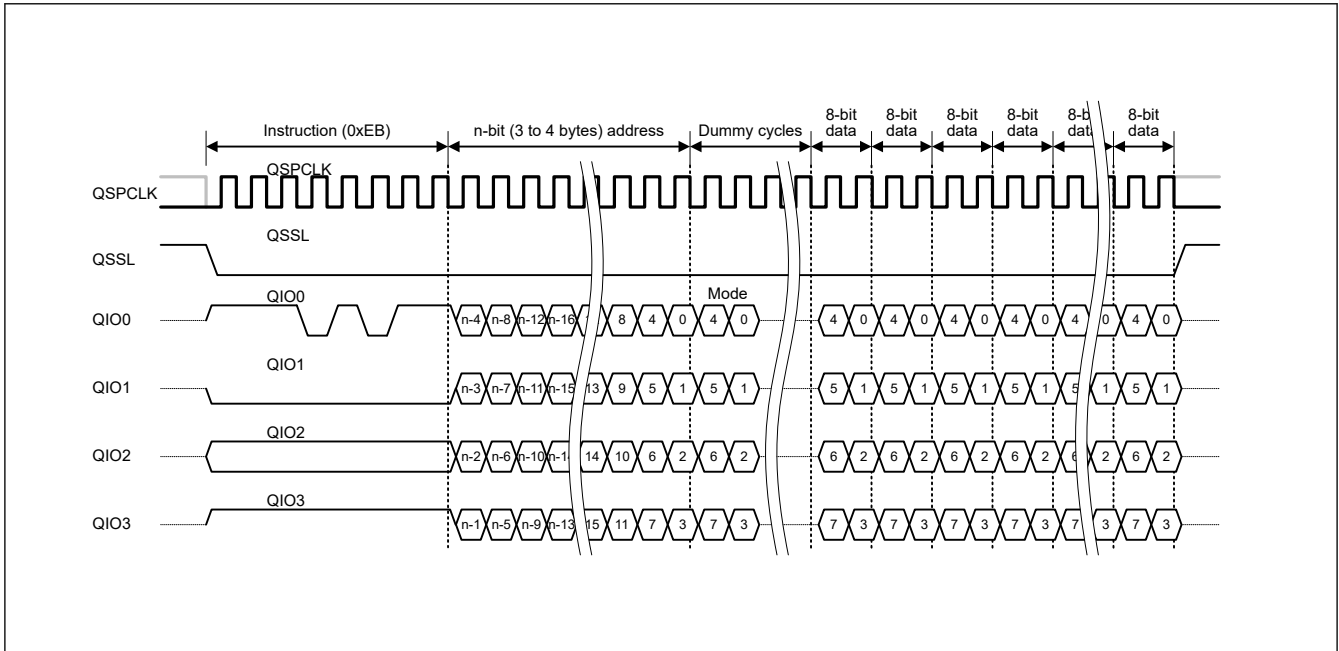 8-bit data 8-bit data 8-bit data 8-bit data 8-b data 8-bit data
Instruction (0xEB) n-bit (3 to 4 bytes) address Dummy cycles
QSPCLK
QSPCLK
QSSL
QSSL
QIO0 Mode
QIO0 n-4 n-8 n-12 n-16 8 4 0 4 0 4 0 4 0 4 0 4 0 4 0 4 0
QIO1
QIO1 n-3 n-7 n-11 n-15 13 9 5 1 5 1 5 1 5 1 5 1 5 1 5 1 5 1
QIO2
QIO2 n-2 n-6 n-10 14 10 6 2 6 2 6 2 6 2 6 2 6 2 6 2 6 2
QIO3
QIO3 n-1 n-5 n-9 n-13 15 11 7 3 7 3 7 3 7 3 7 3 7 3 7 3 7 3